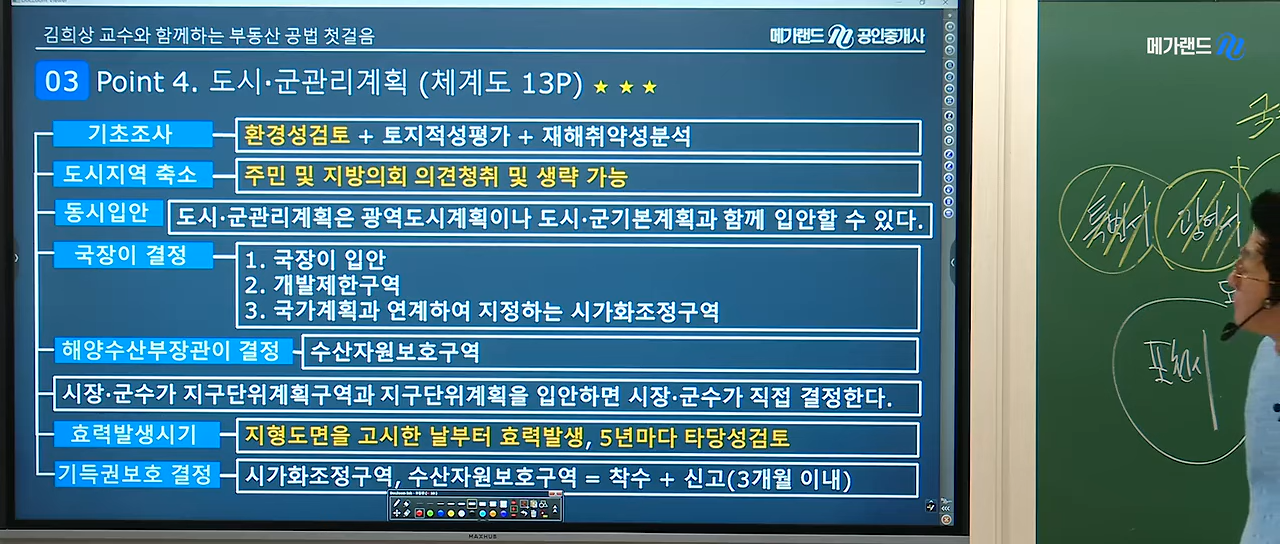 김희상 교수와 함께하는 부동산 공법 첫걸음
메가랜드 공인중개사
03 Point 4. 도시·군관리계획 (체계도 13P) ★ ★ ★
기초조사 환경성검토 + 토지적성평가 + 재해취약성분석
도시지역 축소 주민 및 지방의회 의견청취 및 생략 가능
동시입안 도시·군관리계획은 광역도시계획이나 도시·군기본계획과 함께 입안할 수 있다.
국장이 결정 1. 국장이 입안
2. 개발제한구역
3. 국가계획과 연계하여 지정하는 시가화조정구역
해양수산부장관이 결정 수산자원보호구역
시장·군수가 지구단위계획구역과 지구단위계획을 입안하면 시장·군수가 직접 결정한다.
효력발생시기 지형도면을 고시한 날부터 효력발생, 5년마다 타당성검토
기득권보호 결정 시가화조정구역, 수산자원보호구역 = 착수 + 신고(3개월 이내)
MAXHUB
메가랜드
특별시
포천시